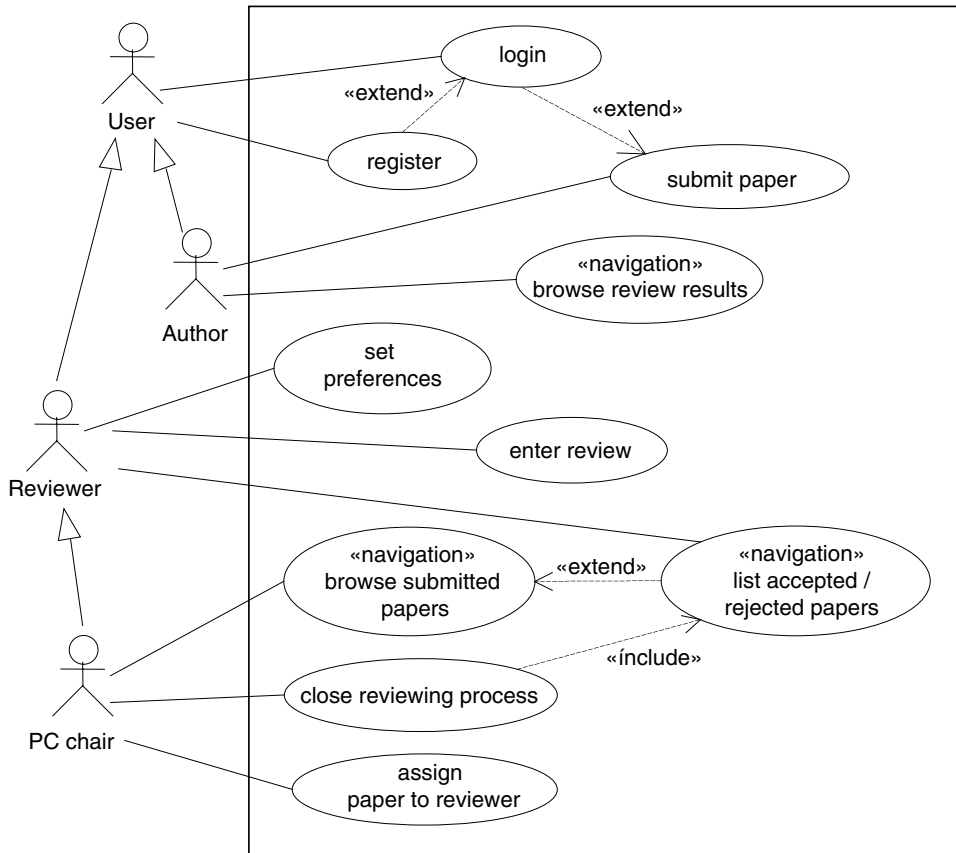 login
«extend»
«extend»
User
register
submit paper
«navigation»
browse review results
Author
set
preferences
enter review
Reviewer
«navigation»
browse submitted
papers
«extend»
«navigation»
list accepted /
rejected papers
«ínclude»
close reviewing process
PC chair
assign
paper to reviewer